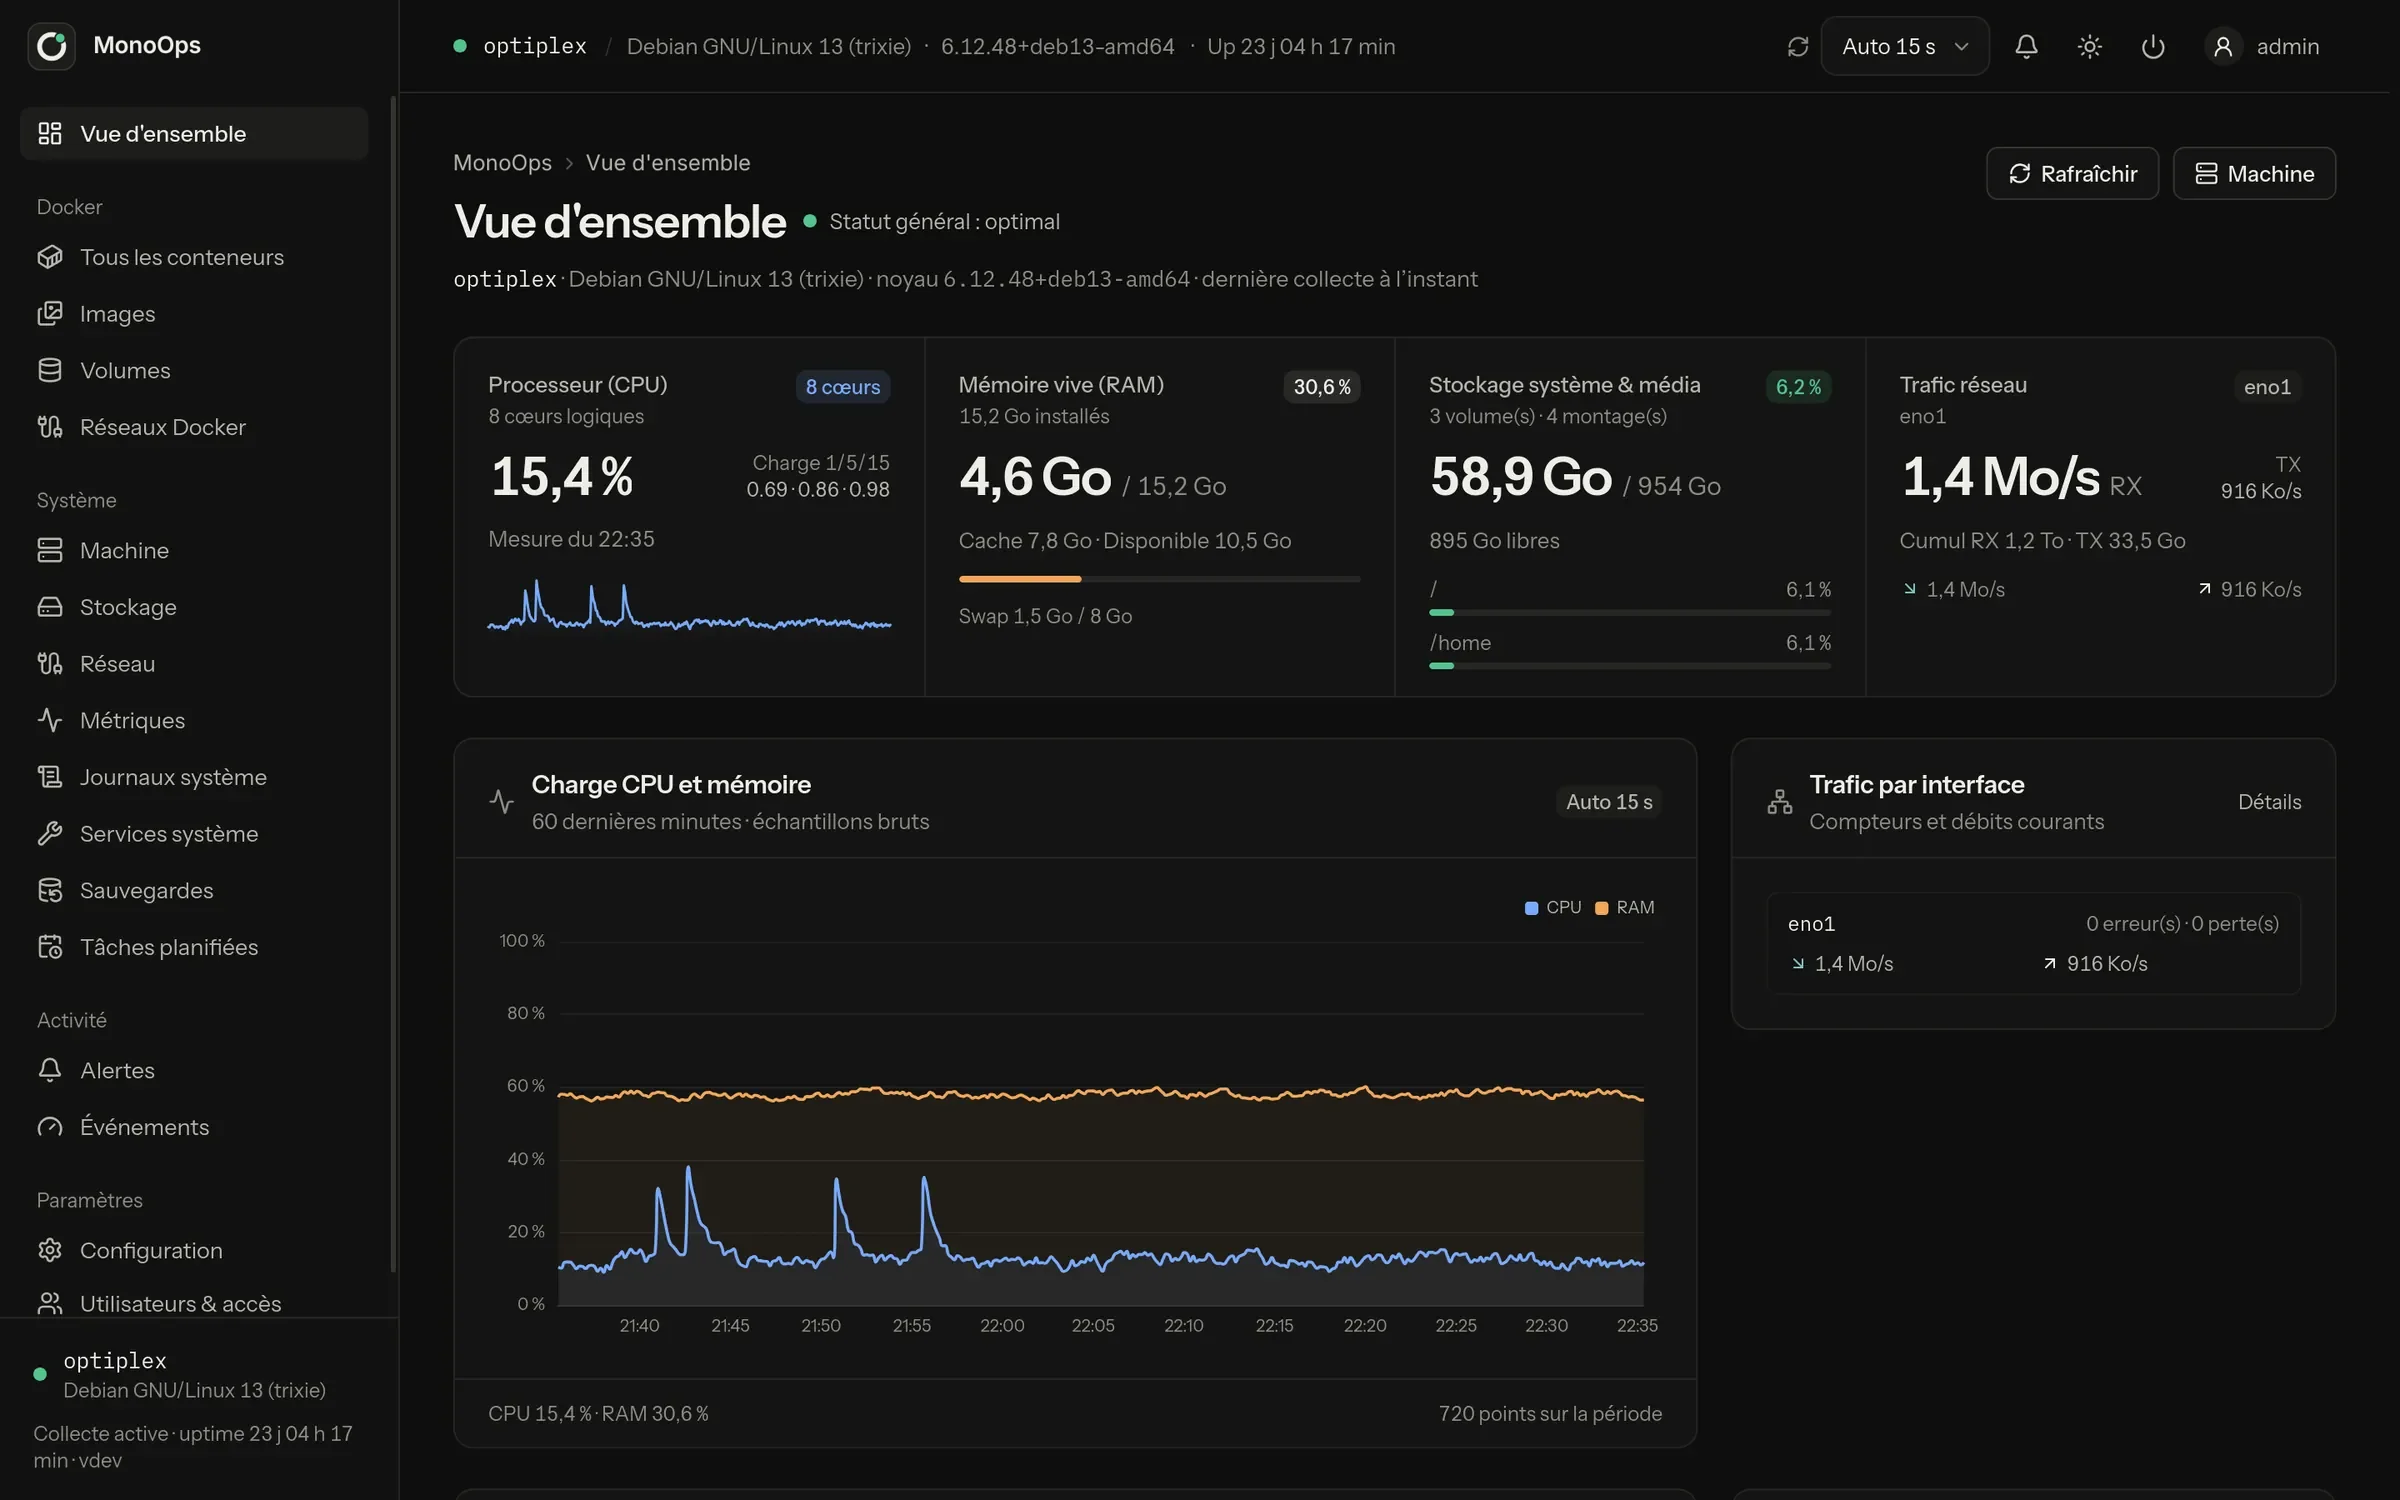 MonoOps
Vue d'ensemble
Docker
Tous les conteneurs
Images
Volumes
Réseaux Docker
Système
Machine
Stockage
Réseau
Métriques
Journaux système
Services système
Sauvegardes
Tâches planifiées
Activité
Alertes
Événements
Paramètres
Configuration
Utilisateurs & accès
optiplex
Debian GNU/Linux 13 (trixie)
Collecte active · uptime 23 j 04 h 17
min · vdev
optiplex / Debian GNU/Linux 13 (trixie) · 6.12.48+deb13-amd64 · Up 23 j 04 h 17 min
Auto 15 s
admin
MonoOps > Vue d'ensemble
Rafraîchir
Machine
Vue d'ensemble
Statut général : optimal
optiplex · Debian GNU/Linux 13 (trixie) · noyau 6.12.48+deb13-amd64 · dernière collecte à l’instant
Processeur (CPU)
8 cœurs
8 cœurs logiques
15,4 %
Charge 1/5/15
0.69 · 0.86 · 0.98
Mesure du 22:35
Mémoire vive (RAM)
30,6 %
15,2 Go installés
4,6 Go / 15,2 Go
Cache 7,8 Go · Disponible 10,5 Go
Swap 1,5 Go / 8 Go
Stockage système & média
6,2 %
3 volume(s) · 4 montage(s)
58,9 Go / 954 Go
895 Go libres
/ 6,1 %
/home 6,1 %
Trafic réseau
eno1
eno1
1,4 Mo/s RX
TX
916 Ko/s
Cumul RX 1,2 To · TX 33,5 Go
1,4 Mo/s
916 Ko/s
Charge CPU et mémoire
60 dernières minutes · échantillons bruts
Auto 15 s
CPU RAM
100 %
80 %
60 %
40 %
20 %
0 %
21:40 21:45 21:50 21:55 22:00 22:05 22:10 22:15 22:20 22:25 22:30 22:35
CPU 15,4 % · RAM 30,6 %
720 points sur la période
Trafic par interface
Compteurs et débits courants
Détails
eno1
0 erreur(s) · 0 perte(s)
1,4 Mo/s
916 Ko/s